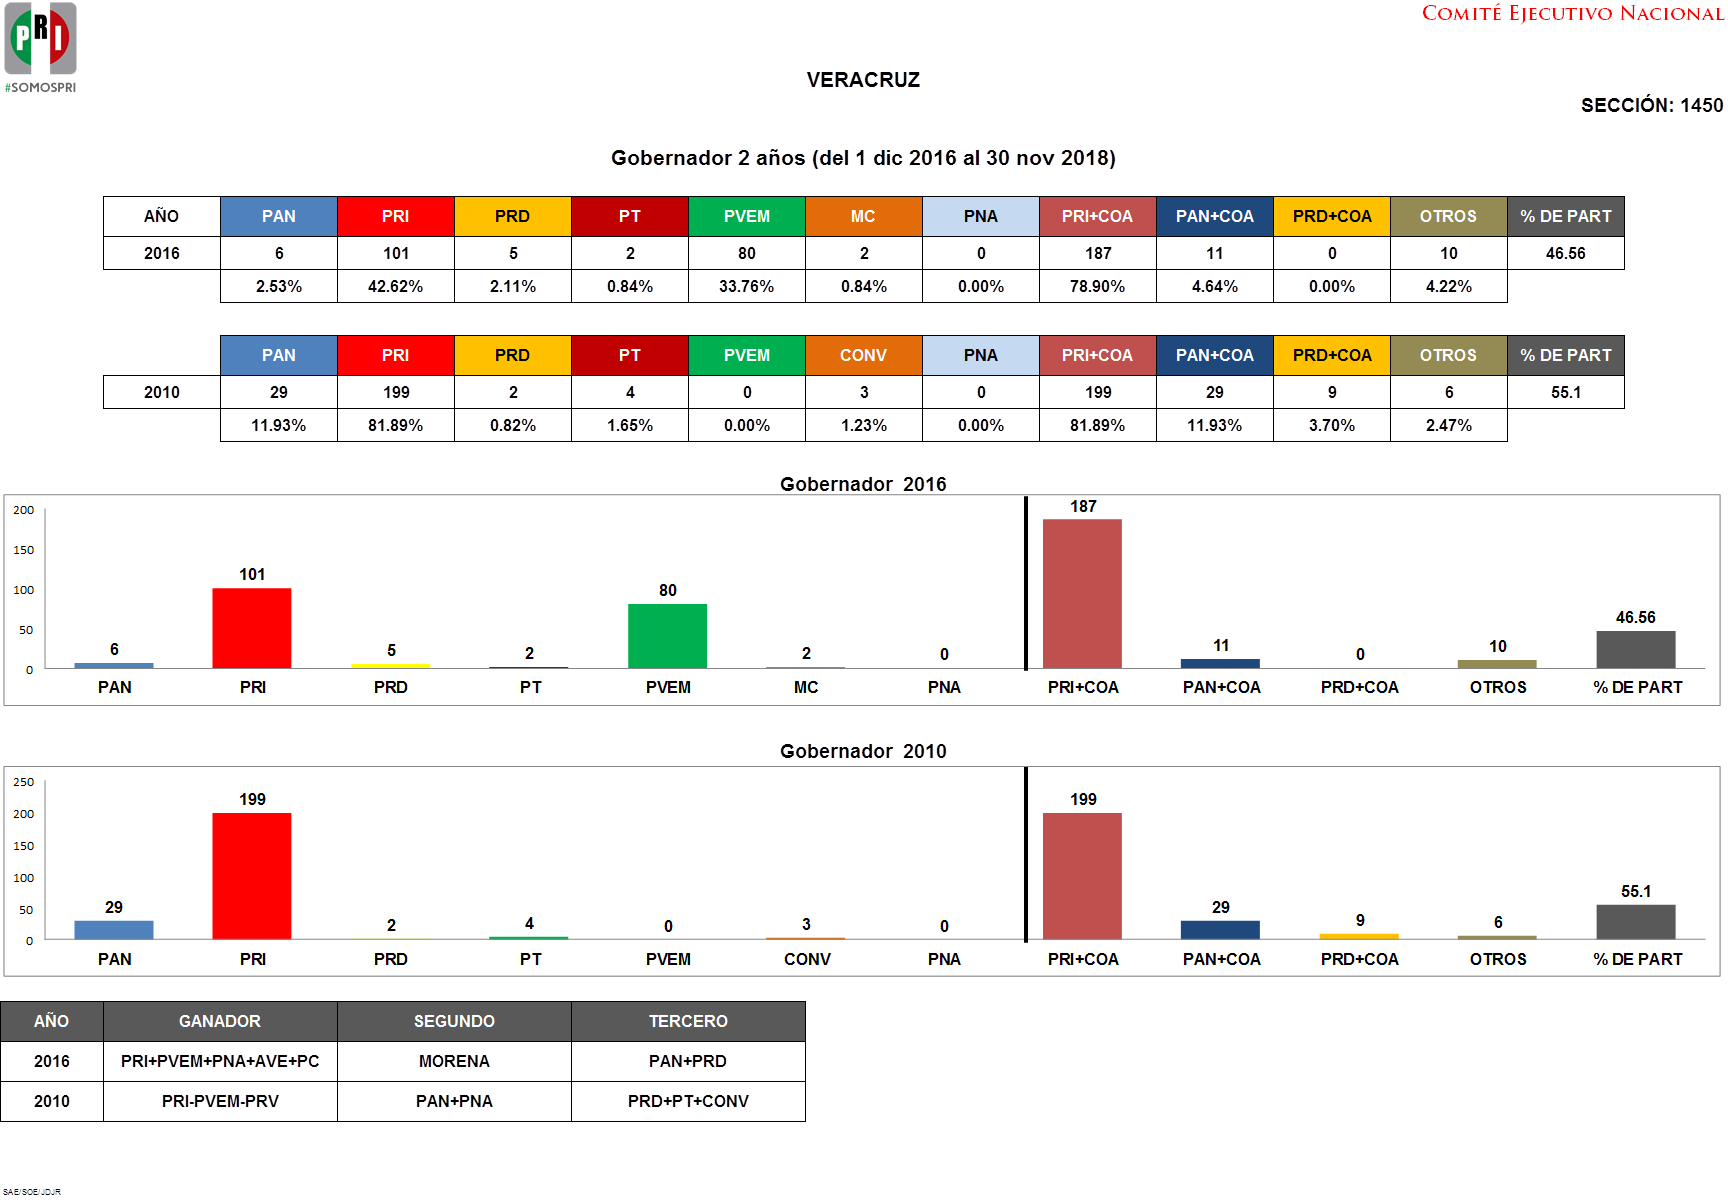 PRI
#SOMOSPRI
COMITÉ EJECUTIVO NACIONAL
VERACRUZ
SECCIÓN: 1450
Gobernador 2 años (del 1 dic 2016 al 30 nov 2018)
AÑO PAN PRI PRD PT PVEM MC PNA PRI+COA PAN+COA PRD+COA OTROS % DE PART
2016 6 101 5 2 80 2 0 187 11 0 10 46.56
2.53% 42.62% 2.11% 0.84% 33.76% 0.84% 0.00% 78.90% 4.64% 0.00% 4.22%
PAN PRI PRD PT PVEM CONV PNA PRI+COA PAN+COA PRD+COA OTROS % DE PART
2010 29 199 2 4 0 3 0 199 29 9 6 55.1
11.93% 81.89% 0.82% 1.65% 0.00% 1.23% 0.00% 81.89% 11.93% 3.70% 2.47%
Gobernador 2016
200
150
100
50
0
6 101 5 2 80 2 0 187 11 0 10 46.56
PAN PRI PRD PT PVEM MC PNA PRI+COA PAN+COA PRD+COA OTROS % DE PART
Gobernador 2010
250
200
150
100
50
0
29 199 2 4 0 3 0 199 29 9 6 55.1
PAN PRI PRD PT PVEM CONV PNA PRI+COA PAN+COA PRD+COA OTROS % DE PART
AÑO GANADOR SEGUNDO TERCERO
2016 PRI+PVEM+PNA+AVE+PC MORENA PAN+PRD
2010 PRI-PVEM-PRV PAN+PNA PRD+PT+CONV
SAE/SOE/JDJR